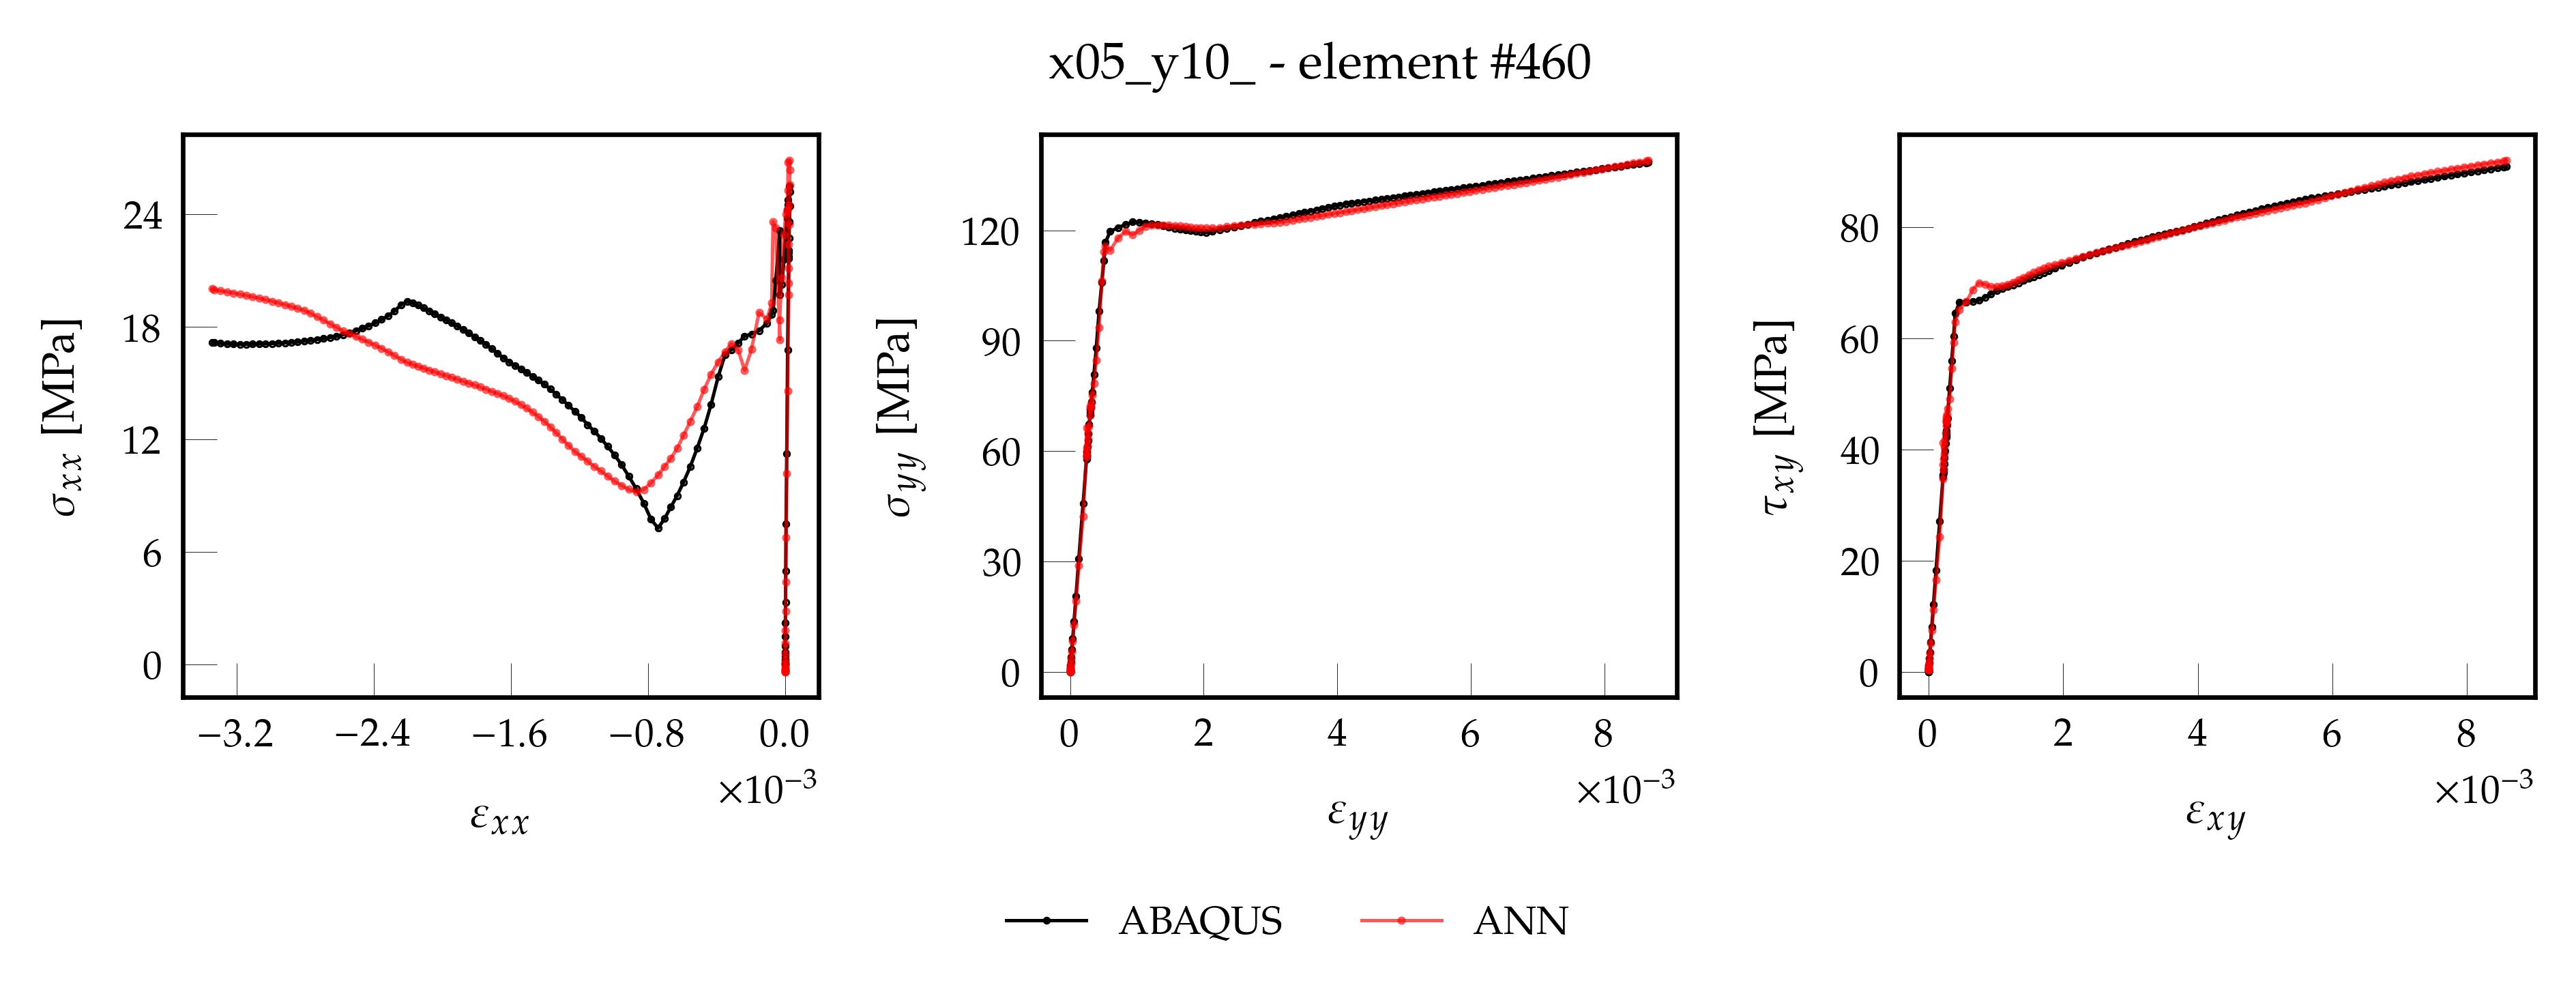 x05_y10_ - element #460
σxx [MPa]
24
18
12
6
0
−3.2 −2.4 −1.6 −0.8 0.0
×10−3
εxx
σyy [MPa]
120
90
60
30
0
0 2 4 6 8
×10−3
εyy
τxy [MPa]
80
60
40
20
0
0 2 4 6 8
×10−3
εxy
ABAQUS ANN